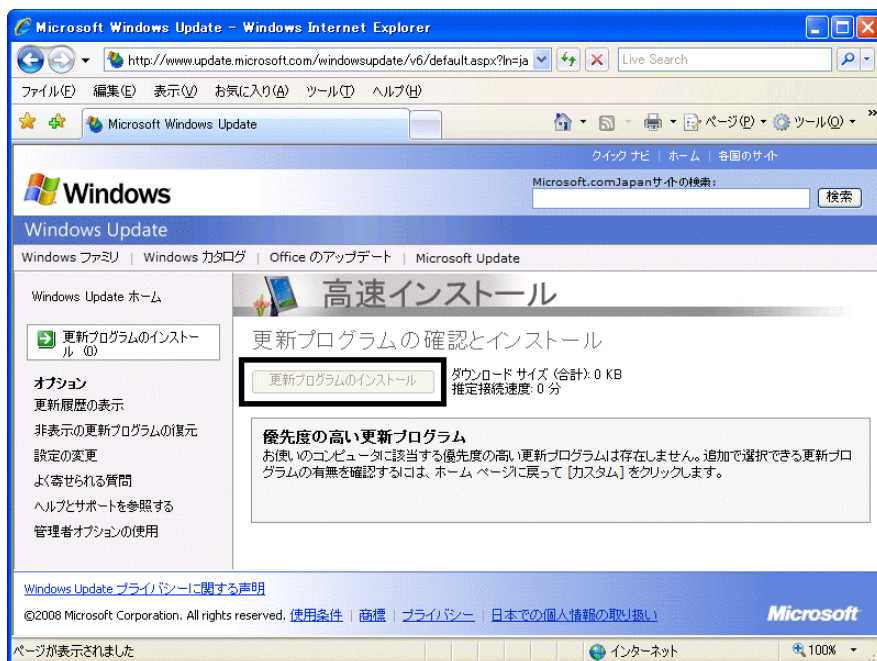 Microsoft Windows Update - Windows Internet Explorer
http://www.update.microsoft.com/windowsupdate/v6/default.aspx?ln=ja
Live Search
ファイル(F) 編集(E) 表示(V) お気に入り(A) ツール(T) ヘルプ(H)
Microsoft Windows Update
ページ(P) ツール(O) »
クイック ナビ | ホーム | 各国のサイト
Windows
Microsoft.comJapanサイトの検索:
検索
Windows Update
Windows ファミリ | Windows カタログ | Office のアップデート | Microsoft Update
Windows Update ホーム
更新プログラムのインストー
ル (0)
オプション
更新履歴の表示
非表示の更新プログラムの復元
設定の変更
よく寄せられる質問
ヘルプとサポートを参照する
管理者オプションの使用
高速インストール
更新プログラムの確認とインストール
更新プログラムのインストール
ダウンロード サイズ (合計): 0 KB
推定接続速度: 0 分
優先度の高い更新プログラム
お使いのコンピュータに該当する優先度の高い更新プログラムは存在しません。追加で選択できる更新プロ
グラムの有無を確認するには、ホーム ページに戻って [カスタム] をクリックします。
Windows Update プライバシーに関する声明
©2008 Microsoft Corporation. All rights reserved. 使用条件 | 商標 | プライバシー | 日本での個人情報の取り扱い
Microsoft
ページが表示されました
インターネット
100%